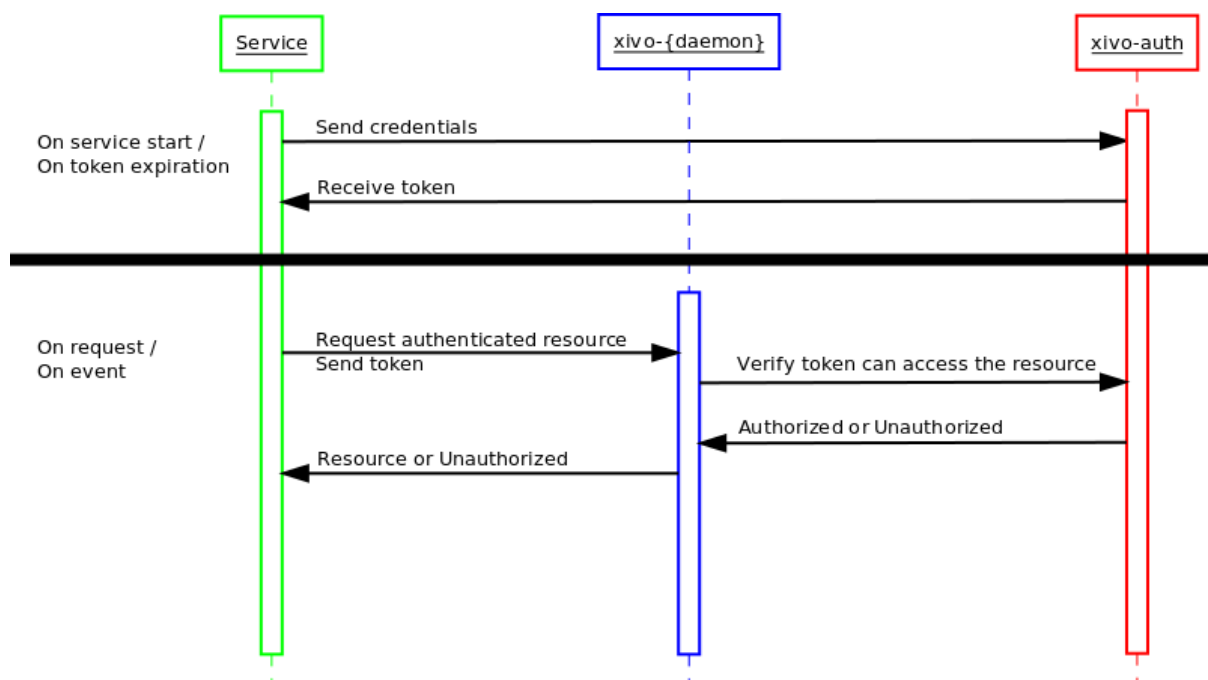 Service
xivo-{daemon}
xivo-auth
On service start /
On token expiration
Send credentials
Receive token
On request /
On event
Request authenticated resource
Send token
Verify token can access the resource
Authorized or Unauthorized
Resource or Unauthorized